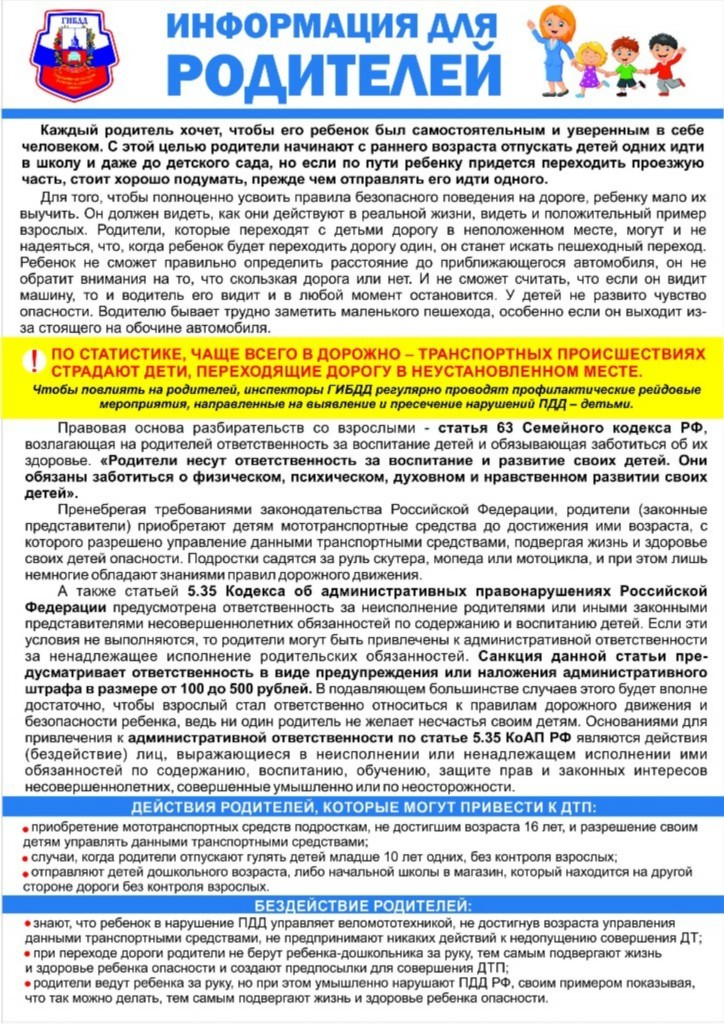 ГИБДД
ИНФОРМАЦИЯ ДЛЯ
РОДИТЕЛЕЙ
Каждый родитель хочет, чтобы его ребенок был самостоятельным и уверенным в себе
человеком. С этой целью родители начинают с раннего возраста отпускать детей одних идти
в школу и даже до детского сада, но если по пути ребенку придется переходить проезжую
часть, стоит хорошо подумать, прежде чем отправлять его идти одного.
Для того, чтобы полноценно усвоить правила безопасного поведения на дороге, ребенку мало их
выучить. Он должен видеть, как они действуют в реальной жизни, видеть и положительный пример
взрослых. Родители, которые переходят с детьми дорогу в неположенном месте, могут и не
надеяться, что, когда ребенок будет переходить дорогу один, он станет искать пешеходный переход.
Ребенок не сможет правильно определить расстояние до приближающегося автомобиля, он не
обратит внимания на то, что скользкая дорога или нет. И не сможет считать, что если он видит
машину, то и водитель его видит и в любой момент остановится. У детей не развито чувство
опасности. Водителю бывает трудно заметить маленького пешехода, особенно если он выходит из-
за стоящего на обочине автомобиля.
! ПО СТАТИСТИКЕ, ЧАЩЕ ВСЕГО В ДОРОЖНО – ТРАНСПОРТНЫХ ПРОИСШЕСТВИЯХ
СТРАДАЮТ ДЕТИ, ПЕРЕХОДЯЩИЕ ДОРОГУ В НЕУСТАНОВЛЕННОМ МЕСТЕ.
Чтобы повлиять на родителей, инспекторы ГИБДД регулярно проводят профилактические рейдовые
мероприятия, направленные на выявление и пресечение нарушений ПДД – детьми.
Правовая основа разбирательств со взрослыми - статья 63 Семейного кодекса РФ,
возлагающая на родителей ответственность за воспитание детей и обязывающая заботиться об их
здоровье. «Родители несут ответственность за воспитание и развитие своих детей. Они
обязаны заботиться о физическом, психическом, духовном и нравственном развитии своих
детей».
Пренебрегая требованиями законодательства Российской Федерации, родители (законные
представители) приобретают детям мототранспортные средства до достижения ими возраста, с
которого разрешено управление данными транспортными средствами, подвергая жизнь и здоровье
своих детей опасности. Подростки садятся за руль скутера, мопеда или мотоцикла, и при этом лишь
немногие обладают знаниями правил дорожного движения.
А также статьей 5.35 Кодекса об административных правонарушениях Российской
Федерации предусмотрена ответственность за неисполнение родителями или иными законными
представителями несовершеннолетних обязанностей по содержанию и воспитанию детей. Если эти
условия не выполняются, то родители могут быть привлечены к административной ответственности
за ненадлежащее исполнение родительских обязанностей. Санкция данной статьи пре-
дусматривает ответственность в виде предупреждения или наложения административного
штрафа в размере от 100 до 500 рублей. В подавляющем большинстве случаев этого будет вполне
достаточно, чтобы взрослый стал ответственно относиться к правилам дорожного движения и
безопасности ребенка, ведь ни один родитель не желает несчастья своим детям. Основаниями для
привлечения к административной ответственности по статье 5.35 КоАП РФ являются действия
(бездействие) лиц, выражающиеся в неисполнении или ненадлежащем исполнении ими
обязанностей по содержанию, воспитанию, обучению, защите прав и законных интересов
несовершеннолетних, совершенные умышленно или по неосторожности.
ДЕЙСТВИЯ РОДИТЕЛЕЙ, КОТОРЫЕ МОГУТ ПРИВЕСТИ К ДТП:
• приобретение мототранспортных средств подросткам, не достигшим возраста 16 лет, и разрешение своим
детям управлять данными транспортными средствами;
• случаи, когда родители отпускают гулять детей младше 10 лет одних, без контроля взрослых;
• отправляют детей дошкольного возраста, либо начальной школы в магазин, который находится на другой
стороне дороги без контроля взрослых.
БЕЗДЕЙСТВИЕ РОДИТЕЛЕЙ:
• знают, что ребенок в нарушение ПДД управляет веломототехникой, не достигнув возраста управления
данными транспортными средствами, не предпринимают никаких действий к недопущению совершения ДТ;
• при переходе дороги родители не берут ребенка-дошкольника за руку, тем самым подвергают жизнь
и здоровье ребенка опасности и создают предпосылки для совершения ДТП;
• родители ведут ребенка за руку, но при этом умышленно нарушают ПДД РФ, своим примером показывая,
что так можно делать, тем самым подвергают жизнь и здоровье ребенка опасности.